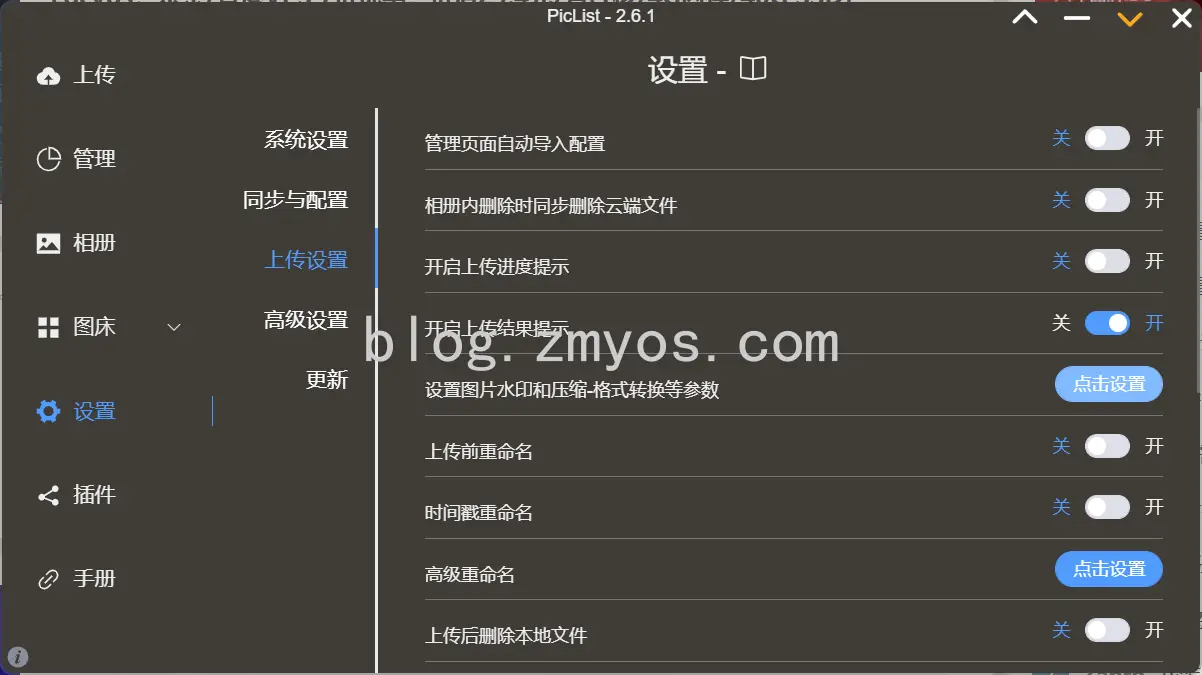 PicList - 2.6.1
设置 -
上传
管理
相册
图床
设置
插件
手册
系统设置
同步与配置
上传设置
高级设置
更新
管理页面自动导入配置 关 开
相册内删除时同步删除云端文件 关 开
开启上传进度提示 关 开
开启上传结果提示 关 开
blog.zmyos.com
设置图片水印和压缩-格式转换等参数 点击设置
上传前重命名 关 开
时间戳重命名 关 开
高级重命名 点击设置
上传后删除本地文件 关 开